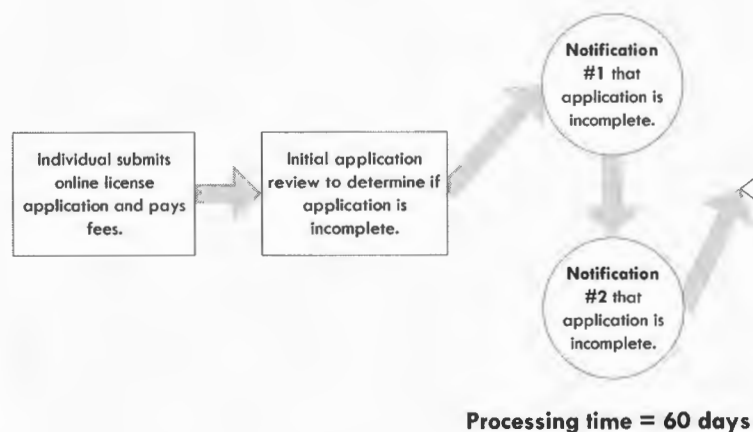 Individual submits
online license
application and pays
fees.
Initial application
review to determine if
application is
incomplete.
Notification
#1 that
application is
incomplete.
Notification
#2 that
application is
incomplete.
Processing time = 60 days